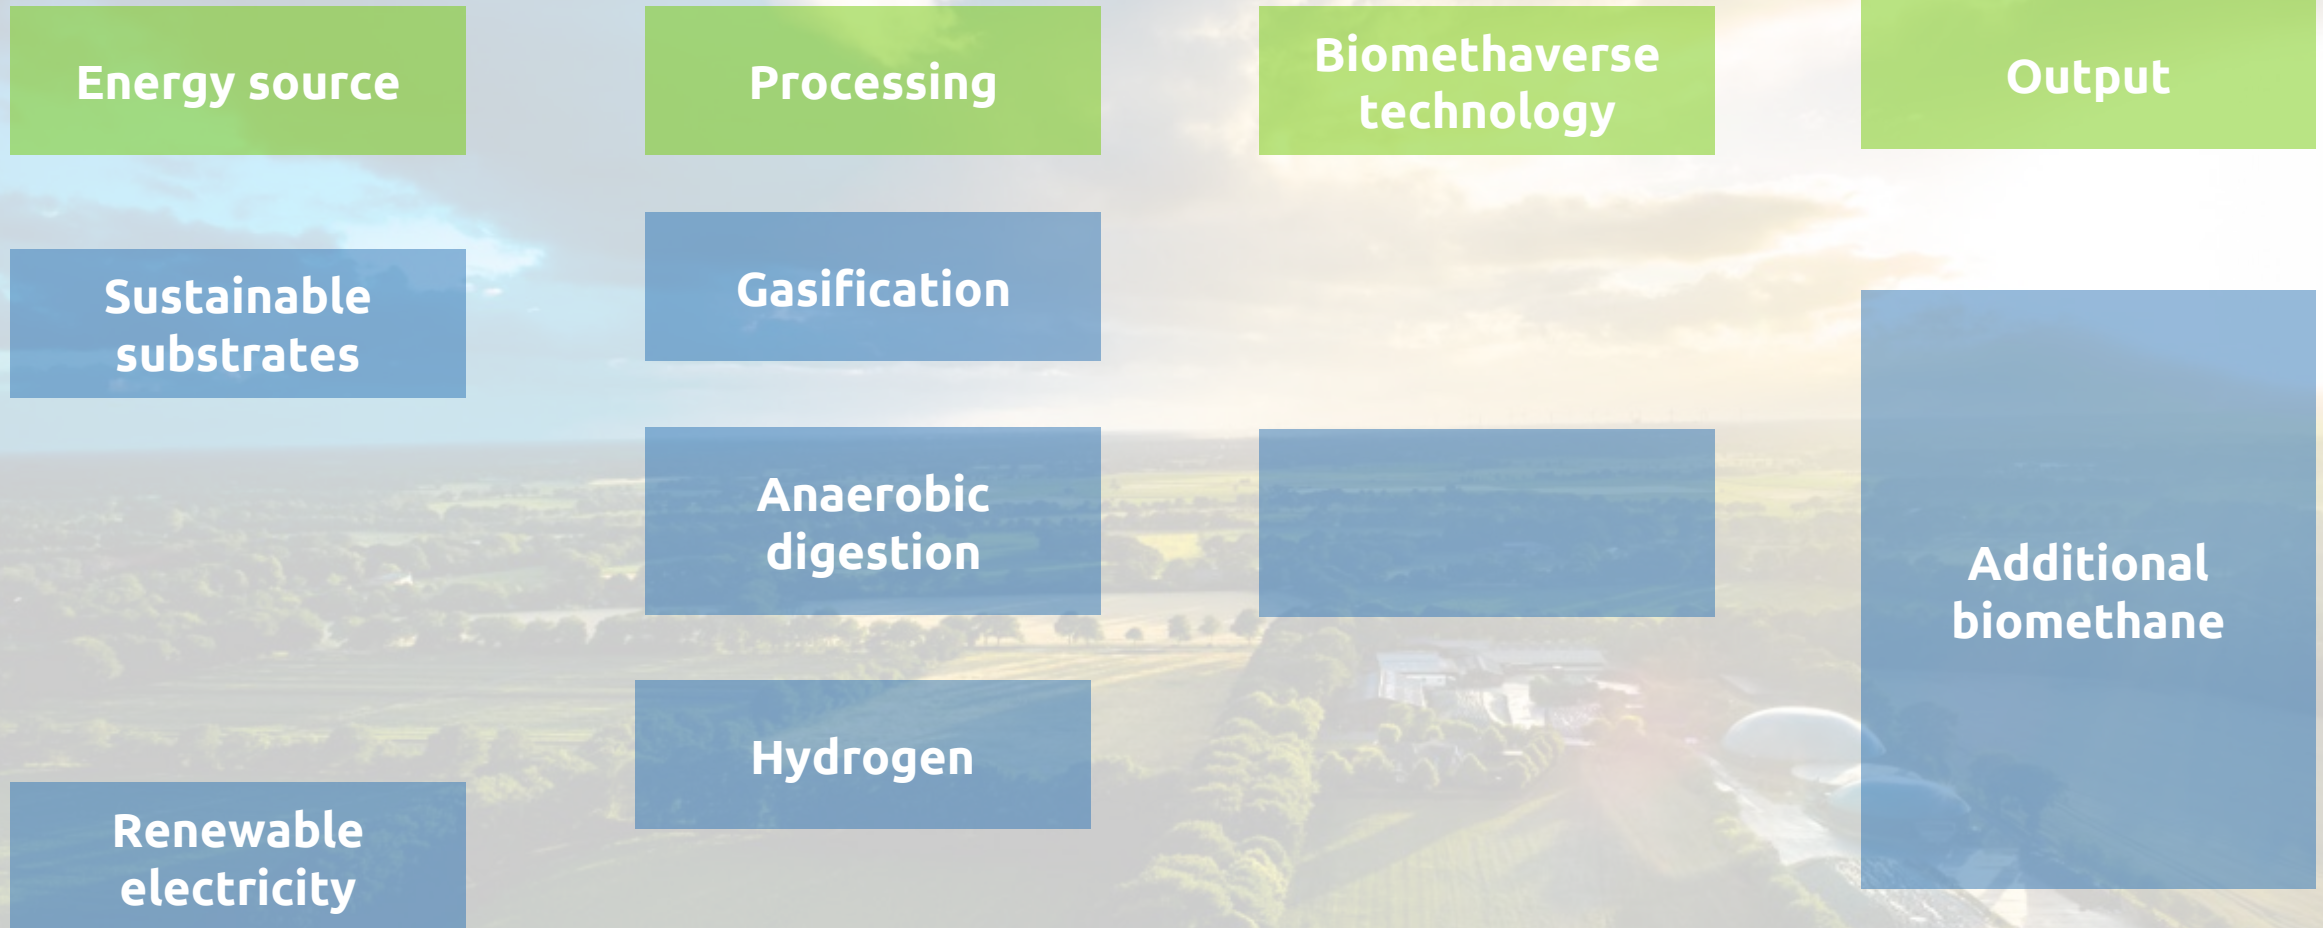 Energy source
Processing
Biomethaverse
technology
Output
Sustainable
substrates
Gasification
Anaerobic
digestion
Hydrogen
Additional
biomethane
Renewable
electricity